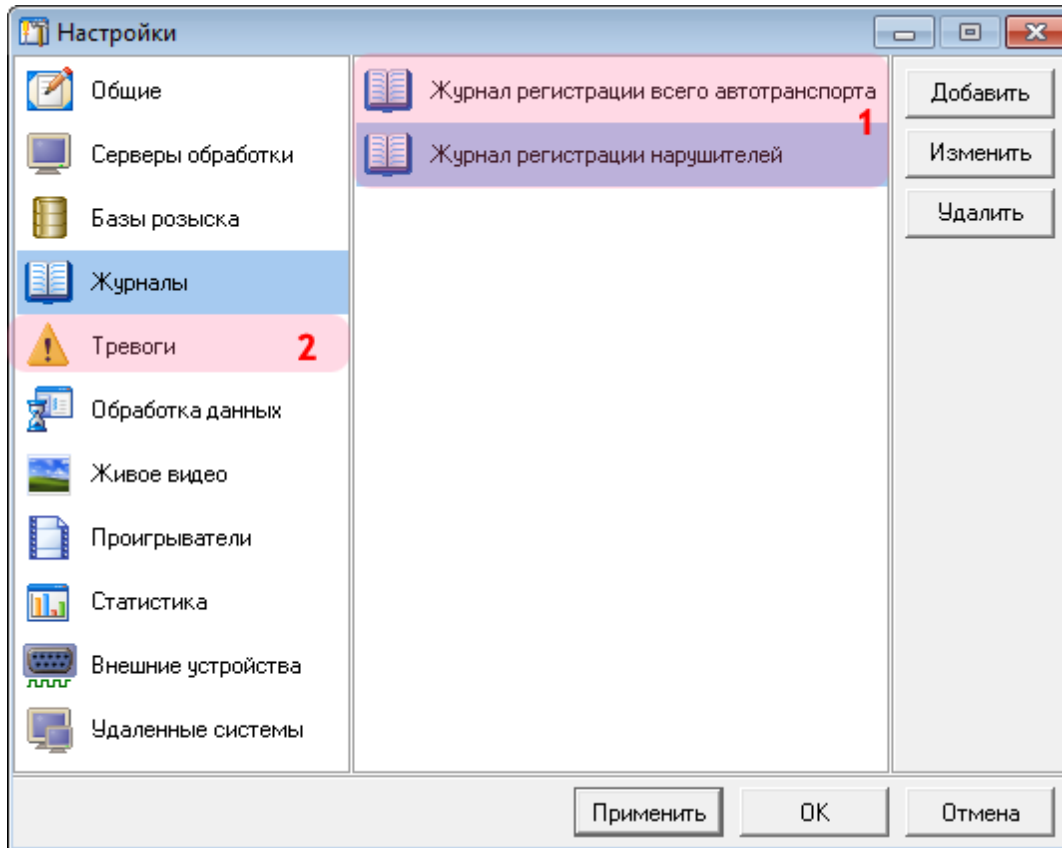 Настройки
Общие
Серверы обработки
Базы розыска
Журналы
Тревоги
2
Обработка данных
Живое видео
Проигрыватели
Статистика
Внешние устройства
Удаленные системы
Журнал регистрации всего автотранспорта
1
Журнал регистрации нарушителей
Добавить
Изменить
Удалить
Применить
ОК
Отмена